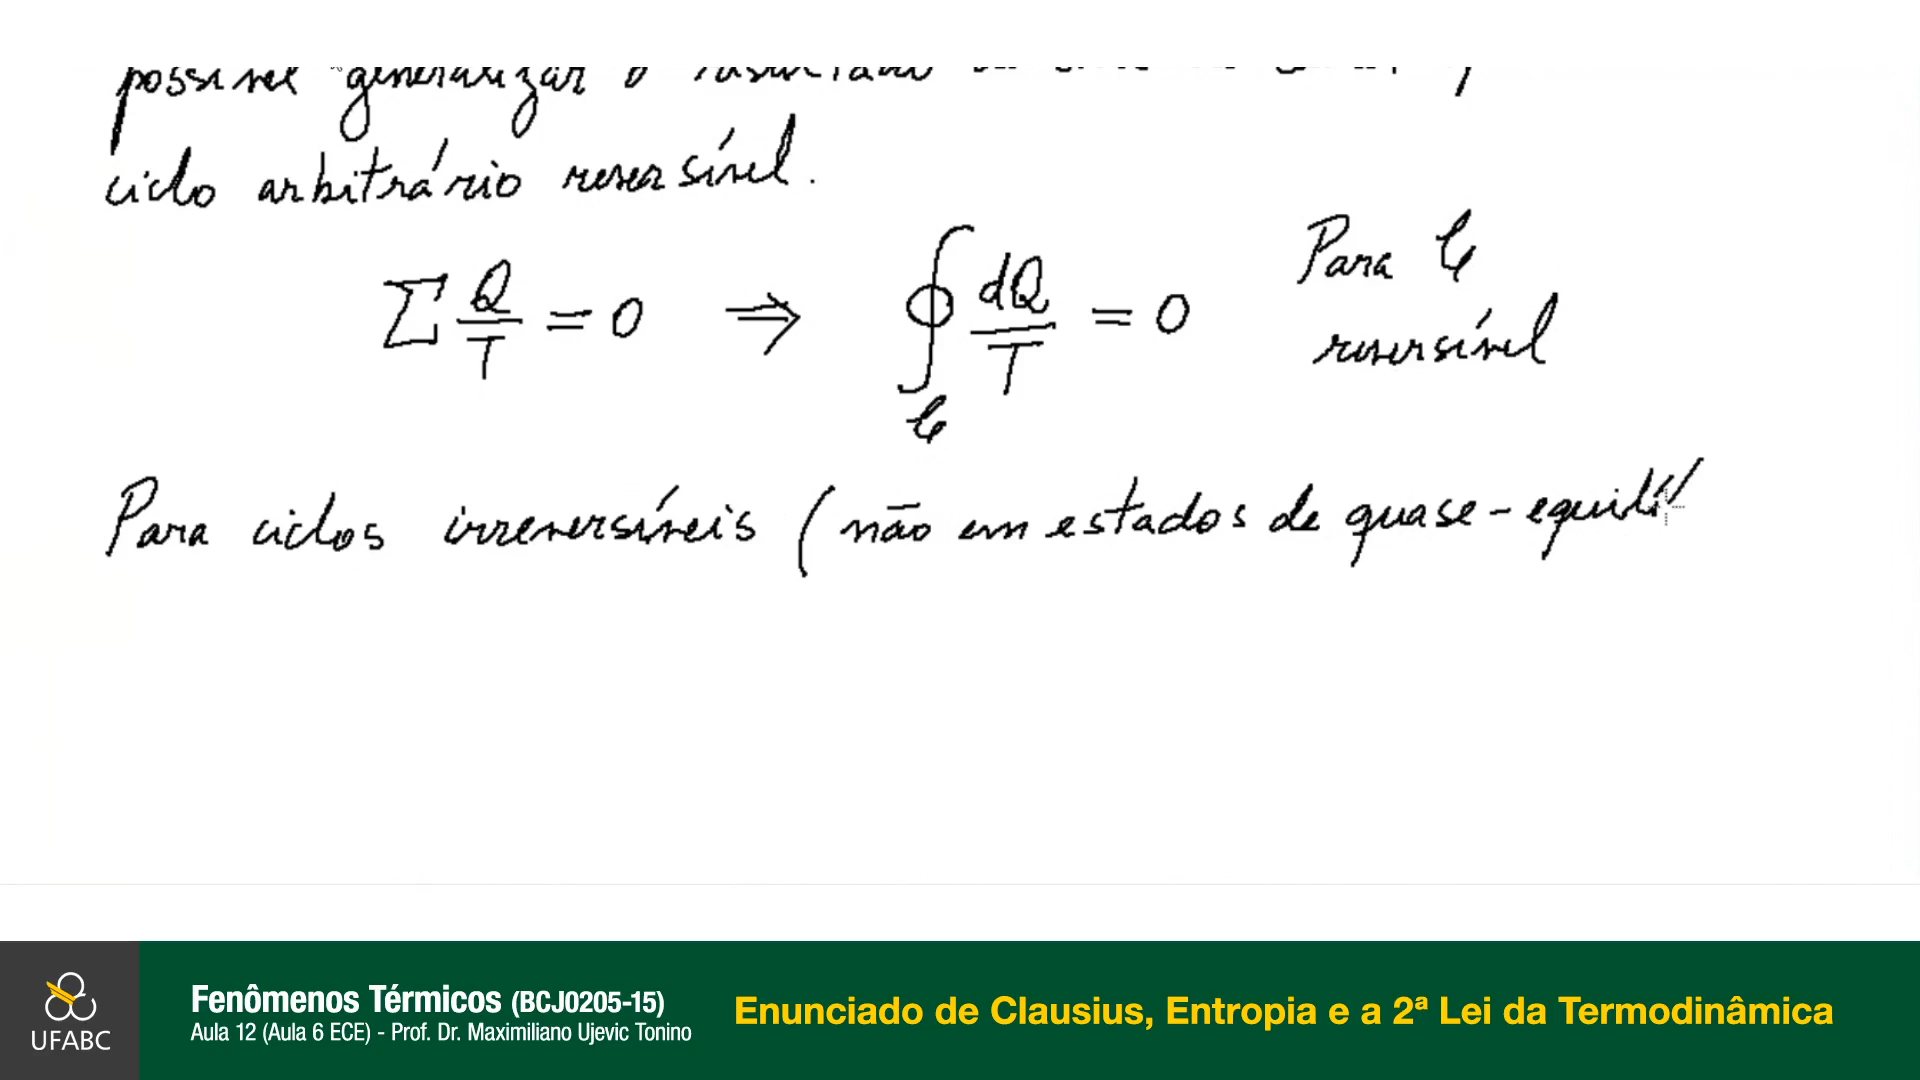 possível generalizar o resultado
ciclo arbitrário reversível.
∑ Q/T = 0 ⇒ ∮_C dQ/T = 0 Para C
reversível
Para ciclos irreversíveis (não em estados de quase-equilí
Fenômenos Térmicos (BCJ0205-15)
Aula 12 (Aula 6 ECE) - Prof. Dr. Maximiliano Ujevic Tonino
Enunciado de Clausius, Entropia e a 2ª Lei da Termodinâmica
UFABC